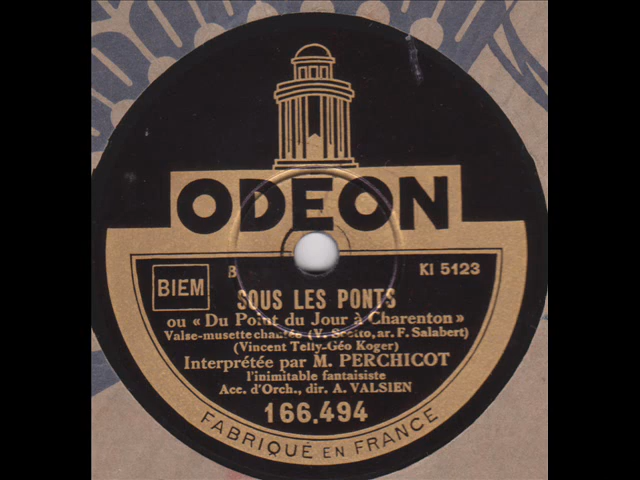 ODEON
BIEM
B
KI 5123
SOUS LES PONTS
ou « Du Point du Jour à Charenton »
Valse-musette chantée (V. Scotto, ar. F. Salabert)
(Vincent Telly-Géo Koger)
Interprétée par M. PERCHICOT
l'inimitable fantaisiste
Acc. d'Orch., dir. A. VALSIEN
166.494
FABRIQUÉ EN FRANCE